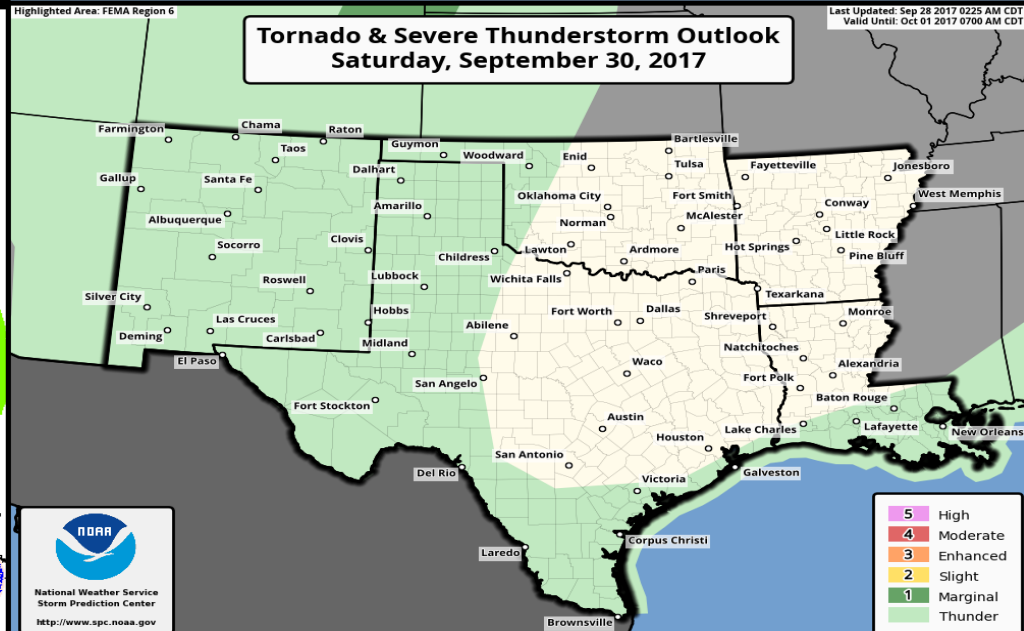 Highlighted Area: FEMA Region 6
Last Updated: Sep 28 2017 0225 AM CDT
Valid Until: Oct 01 2017 0700 AM CDT
Tornado & Severe Thunderstorm Outlook
Saturday, September 30, 2017
Farmington
Chama
Raton
Taos
Guymon
Woodward
Enid
Bartlesville
Tulsa
Fayetteville
Jonesboro
Gallup
Santa Fe
Dalhart
Oklahoma City
Fort Smith
West Memphis
Albuquerque
Amarillo
Norman
McAlester
Conway
Socorro
Clovis
Childress
Lawton
Ardmore
Hot Springs
Little Rock
Pine Bluff
Roswell
Lubbock
Wichita Falls
Paris
Texarkana
Silver City
Las Cruces
Hobbs
Abilene
Fort Worth
Dallas
Shreveport
Monroe
Deming
Carlsbad
Midland
El Paso
San Angelo
Waco
Natchitoches
Alexandria
Fort Polk
Fort Stockton
Austin
Baton Rouge
Houston
Lake Charles
Lafayette
New Orleans
San Antonio
Del Rio
Victoria
Galveston
Laredo
Corpus Christi
Brownsville
NOAA
National Weather Service
Storm Prediction Center
http://www.spc.noaa.gov
5 High
4 Moderate
3 Enhanced
2 Slight
1 Marginal
Thunder